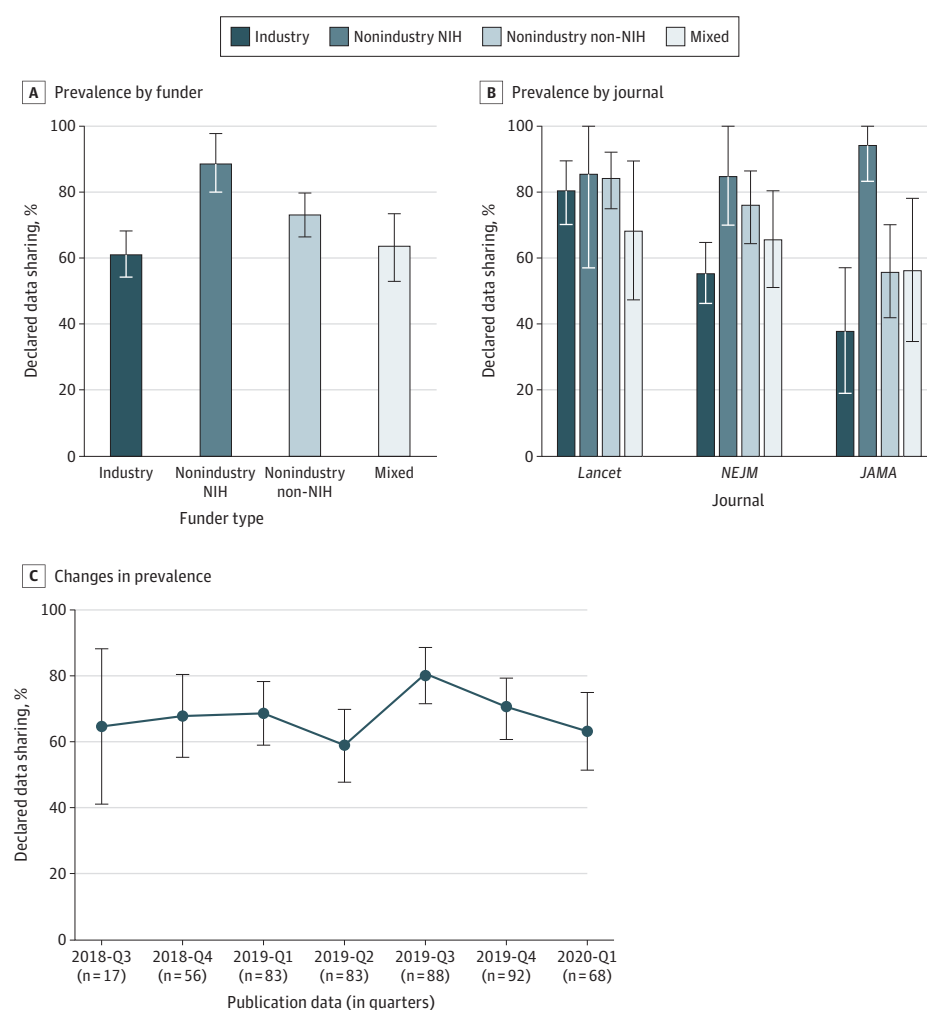 Industry Nonindustry NIH Nonindustry non-NIH Mixed
A Prevalence by funder
100
80
60
40
20
0
Declared data sharing, %
Industry
Nonindustry
NIH
Nonindustry
non-NIH
Mixed
Funder type
B Prevalence by journal
100
80
60
40
20
0
Declared data sharing, %
Lancet
NEJM
JAMA
Journal
C Changes in prevalence
100
80
60
40
20
0
Declared data sharing, %
2018-Q3
(n=17)
2018-Q4
(n=56)
2019-Q1
(n=83)
2019-Q2
(n=83)
2019-Q3
(n=88)
2019-Q4
(n=92)
2020-Q1
(n=68)
Publication data (in quarters)